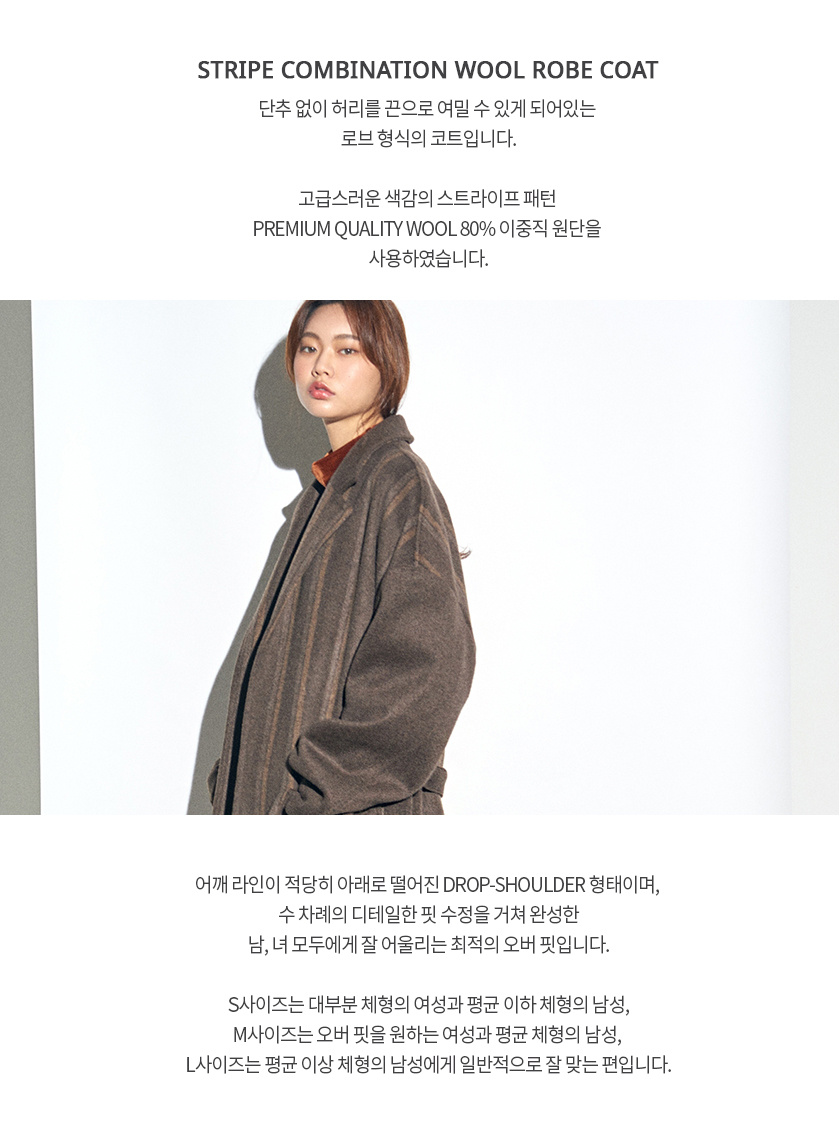 STRIPE COMBINATION WOOL ROBE COAT
단추 없이 허리를 끈으로 여밀 수 있게 되어있는
로브 형식의 코트입니다.
고급스러운 색감의 스트라이프 패턴
PREMIUM QUALITY WOOL 80% 이중직 원단을
사용하였습니다.
어깨 라인이 적당히 아래로 떨어진 DROP-SHOULDER 형태이며,
수 차례의 디테일한 핏 수정을 거쳐 완성한
남, 녀 모두에게 잘 어울리는 최적의 오버 핏입니다.
S사이즈는 대부분 체형의 여성과 평균 이하 체형의 남성,
M사이즈는 오버 핏을 원하는 여성과 평균 체형의 남성,
L사이즈는 평균 이상 체형의 남성에게 일반적으로 잘 맞는 편입니다.